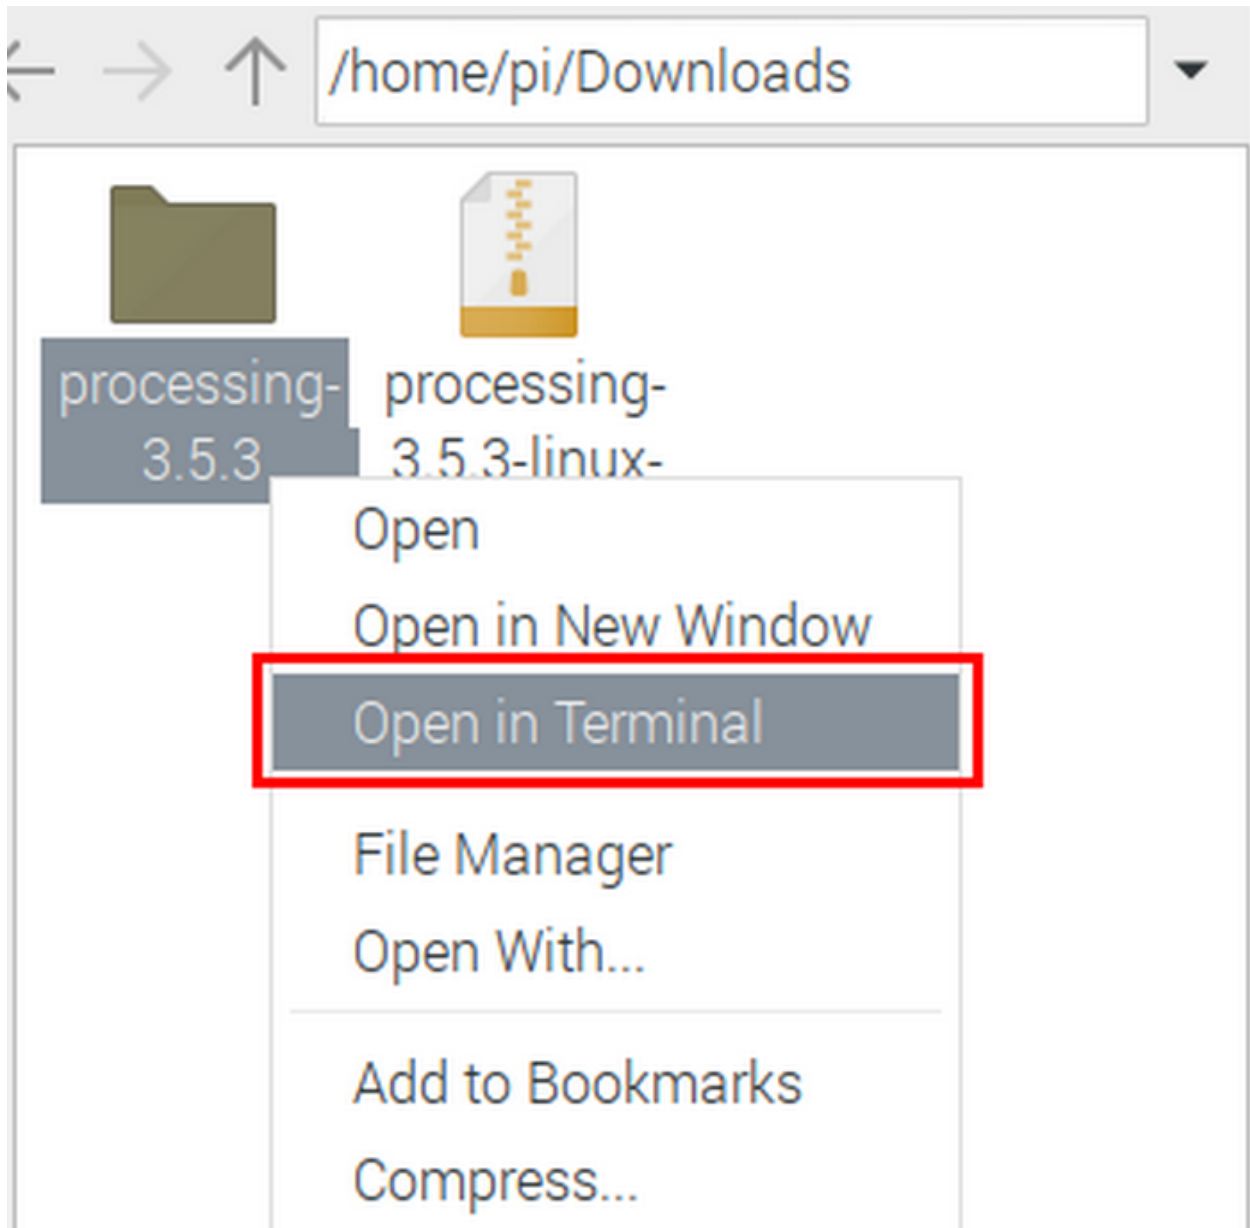 /home/pi/Downloads
processing-
3.5.3
processing-
3.5.3-linux-
Open
Open in New Window
Open in Terminal
File Manager
Open With...
Add to Bookmarks
Compress...